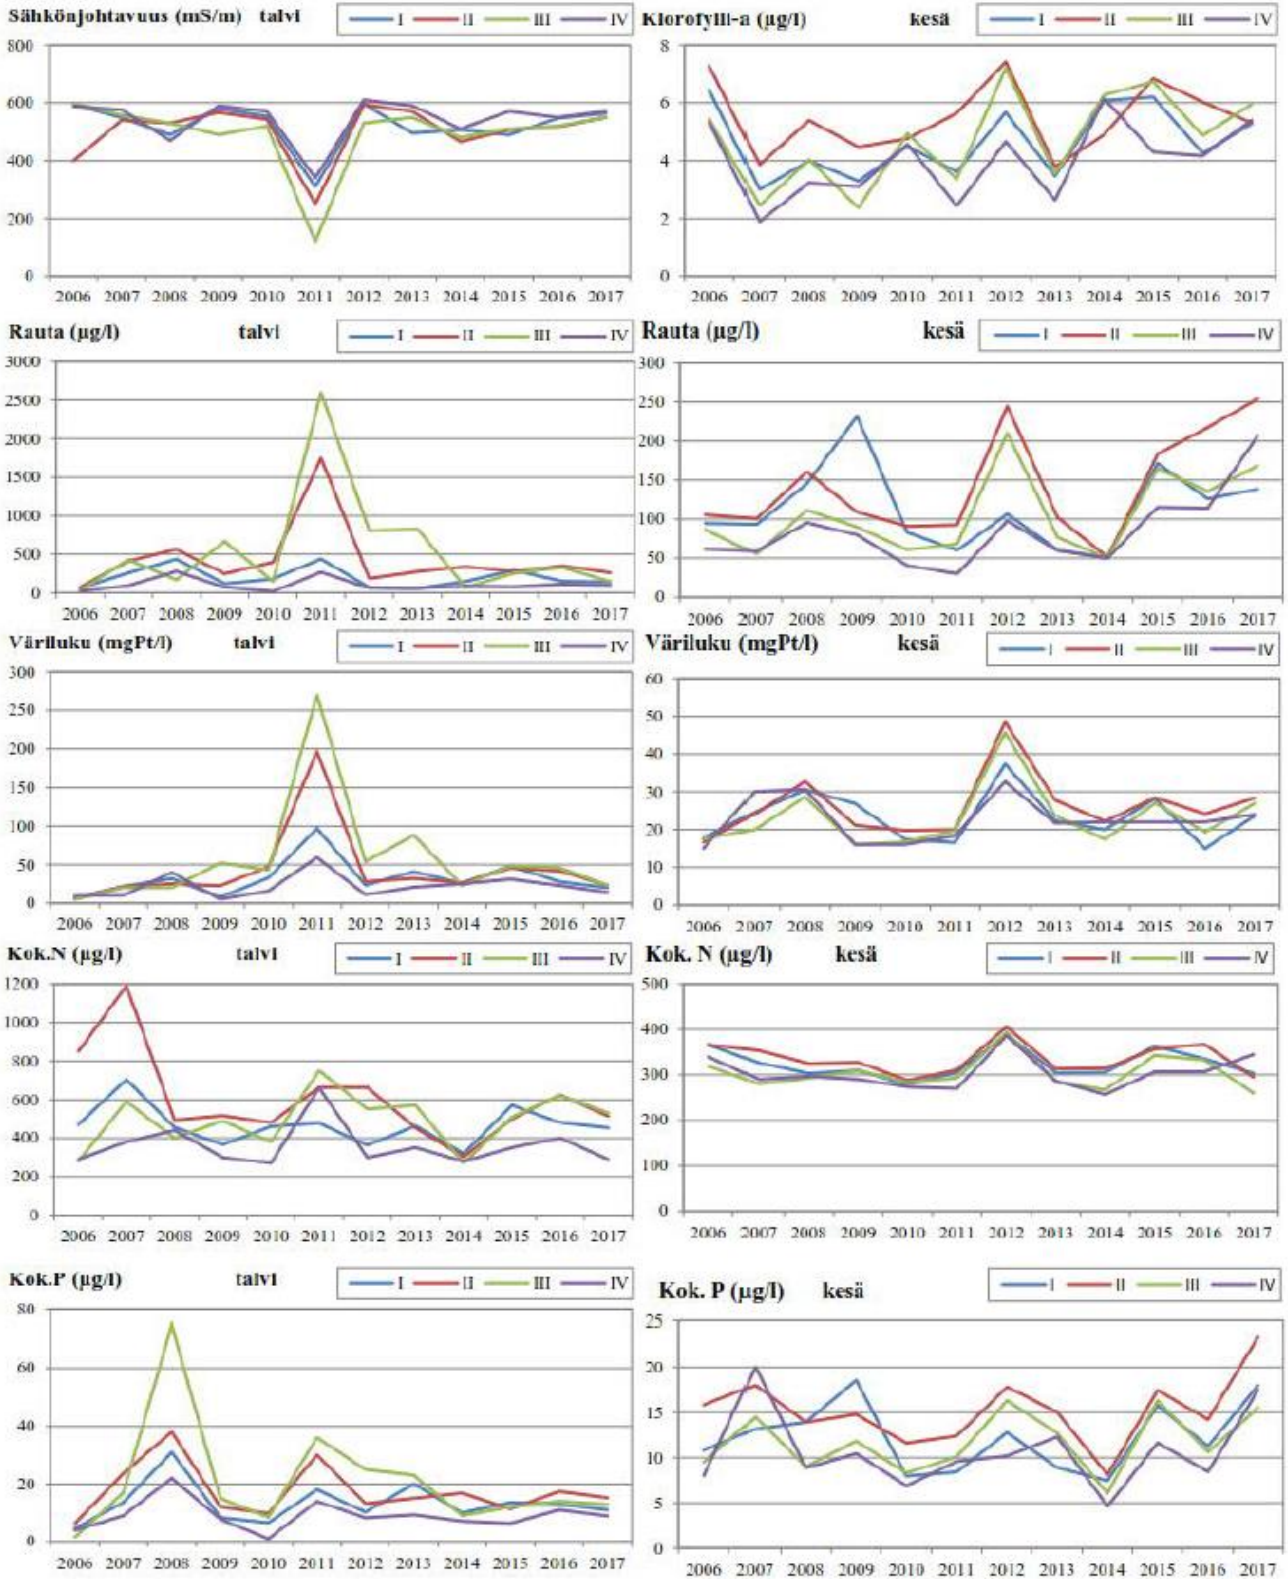 Sähkönjohtavuus (mS/m) talvi
I II III IV
800
600
400
200
0
2006 2007 2008 2009 2010 2011 2012 2013 2014 2015 2016 2017
Klorofylli-a (µg/l) kesä
I II III IV
8
6
4
2
0
2006 2007 2008 2009 2010 2011 2012 2013 2014 2015 2016 2017
Rauta (µg/l) talvi
I II III IV
3000
2500
2000
1500
1000
500
0
2006 2007 2008 2009 2010 2011 2012 2013 2014 2015 2016 2017
Rauta (µg/l) kesä
I II III IV
300
250
200
150
100
50
0
2006 2007 2008 2009 2010 2011 2012 2013 2014 2015 2016 2017
Väriluku (mgPt/l) talvi
I II III IV
300
250
200
150
100
50
0
2006 2007 2008 2009 2010 2011 2012 2013 2014 2015 2016 2017
Väriluku (mgPt/l) kesä
I II III IV
60
50
40
30
20
10
0
2006 2007 2008 2009 2010 2011 2012 2013 2014 2015 2016 2017
Kok.N (µg/l) talvi
I II III IV
1200
1000
800
600
400
200
0
2006 2007 2008 2009 2010 2011 2012 2013 2014 2015 2016 2017
Kok. N (µg/l) kesä
I II III IV
500
400
300
200
100
0
2006 2007 2008 2009 2010 2011 2012 2013 2014 2015 2016 2017
Kok.P (µg/l) talvi
I II III IV
80
60
40
20
0
2006 2007 2008 2009 2010 2011 2012 2013 2014 2015 2016 2017
Kok. P (µg/l) kesä
I II III IV
25
20
15
10
5
0
2006 2007 2008 2009 2010 2011 2012 2013 2014 2015 2016 2017